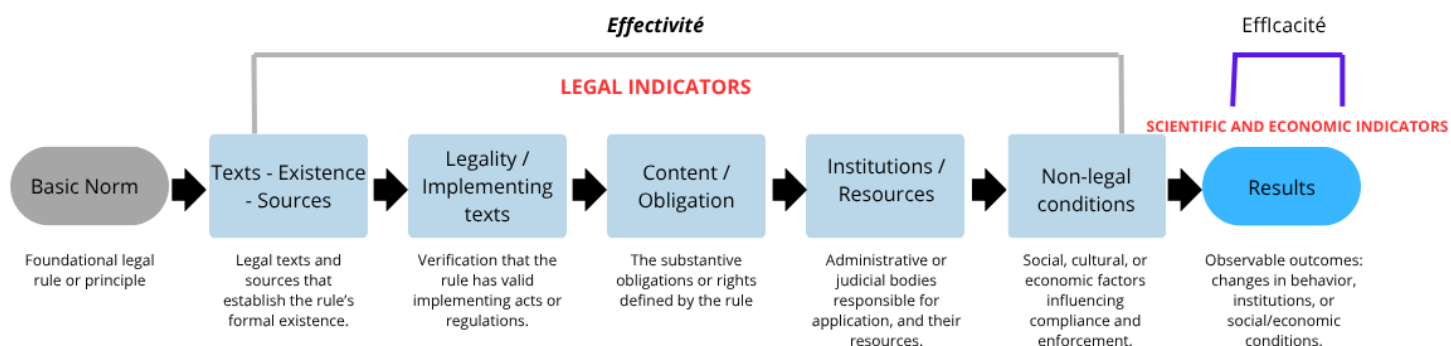 Effectivité
Efficacité
LEGAL INDICATORS
SCIENTIFIC AND ECONOMIC INDICATORS
Basic Norm
Texts - Existence
- Sources
Legality /
Implementing
texts
Content /
Obligation
Institutions /
Resources
Non-legal
conditions
Results
Foundational legal
rule or principle
Legal texts and
sources that
establish the rule’s
formal existence.
Verification that the
rule has valid
implementing acts or
regulations.
The substantive
obligations or rights
defined by the rule
Administrative or
judicial bodies
responsible for
application, and their
resources.
Social, cultural, or
economic factors
influencing
compliance and
enforcement.
Observable outcomes:
changes in behavior,
institutions, or
social/economic
conditions.